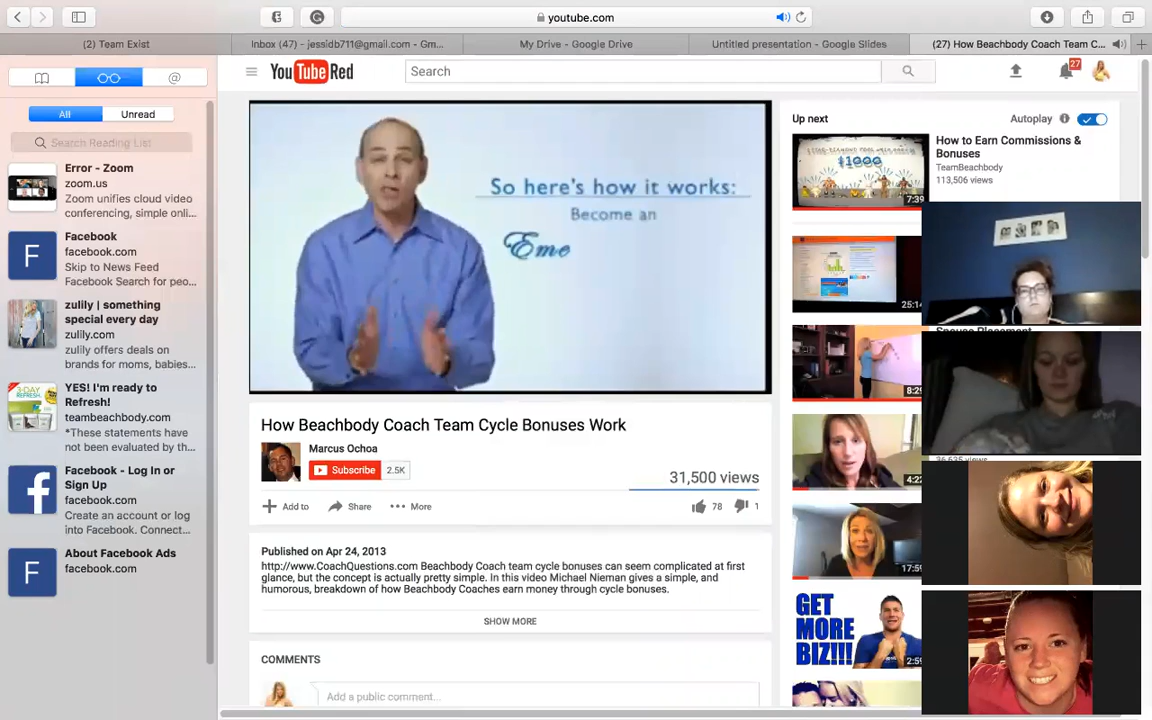 youtube.com
(2) Team Exist
Inbox (47) - jessidb711@gmail.com - Gm...
My Drive - Google Drive
Untitled presentation - Google Slides
(27) How Beachbody Coach Team C...
All
Unread
Search Reading List
Error - Zoom
zoom.us
Zoom unifies cloud video
conferencing, simple onli...
F
Facebook
facebook.com
Skip to News Feed
Facebook Search for peo...
zulily | something
special every day
zulily.com
zulily offers deals on
brands for moms, babies...
YES! I'm ready to
Refresh!
teambeachbody.com
*These statements have
not been evaluated by th...
Facebook - Log In or
Sign Up
facebook.com
Create an account or log
into Facebook. Connect...
F
About Facebook Ads
facebook.com
YouTube Red
Search
27
So here's how it works:
Become an
Eme
How Beachbody Coach Team Cycle Bonuses Work
Marcus Ochoa
Subscribe 2.5K
31,500 views
Add to Share More 78 1
Published on Apr 24, 2013
http://www.CoachQuestions.com Beachbody Coach team cycle bonuses can seem complicated at first
glance, but the concept is actually pretty simple. In this video Michael Nieman gives a simple, and
humorous, breakdown of how Beachbody Coaches earn money through cycle bonuses.
SHOW MORE
COMMENTS
Add a public comment...
Up next
Autoplay
$1000
7:39
How to Earn Commissions &
Bonuses
TeamBeachbody
113,506 views
25:14
Spouse Placement
8:29
36,635 views
4:22
17:59
GET
MORE
BIZ!!!
2:59